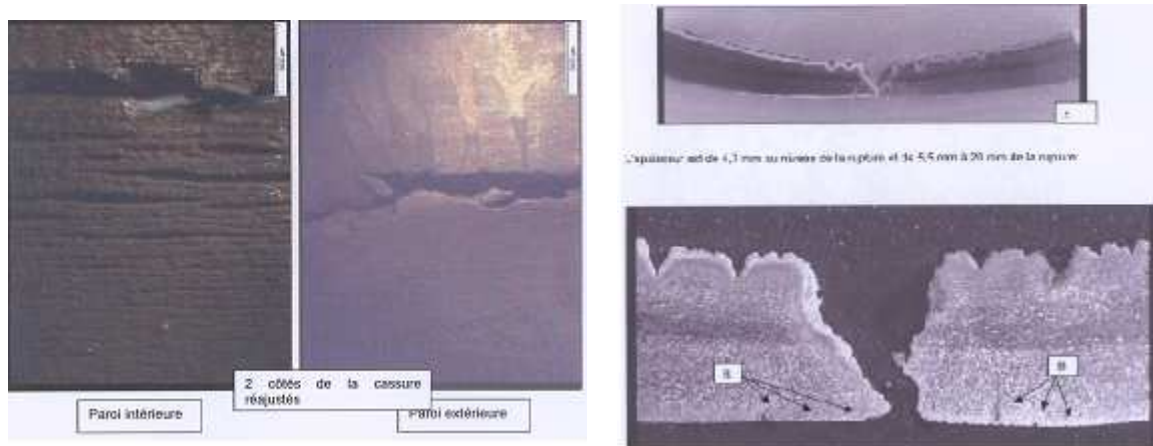 2 côtés de la cassure
réajustés
Paroi intérieure
Paroi extérieure
L'épaisseur est de 4,3 mm au niveau de la rupture et de 5,5 mm à 20 mm de la rupture